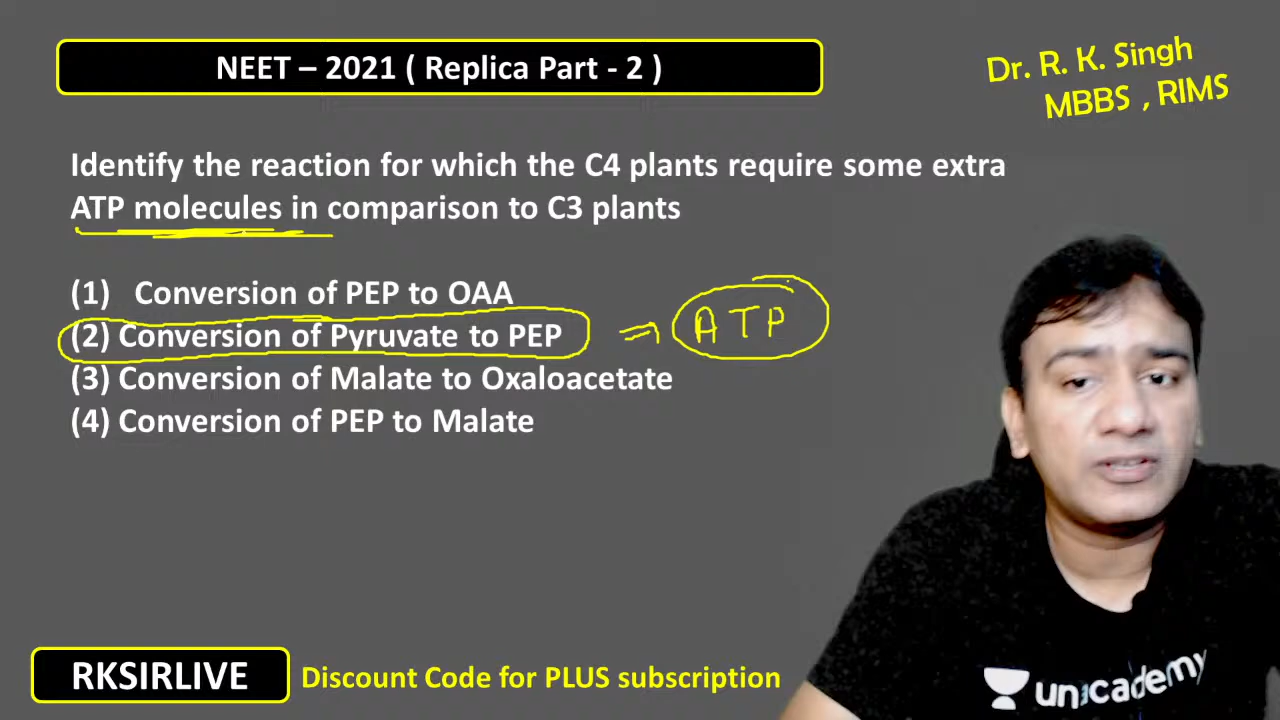 NEET – 2021 ( Replica Part - 2 )
Dr. R. K. Singh
MBBS , RIMS
Identify the reaction for which the C4 plants require some extra
ATP molecules in comparison to C3 plants
(1) Conversion of PEP to OAA
(2) Conversion of Pyruvate to PEP ⇒ ATP
(3) Conversion of Malate to Oxaloacetate
(4) Conversion of PEP to Malate
RKSIRLIVE Discount Code for PLUS subscription
unacademy